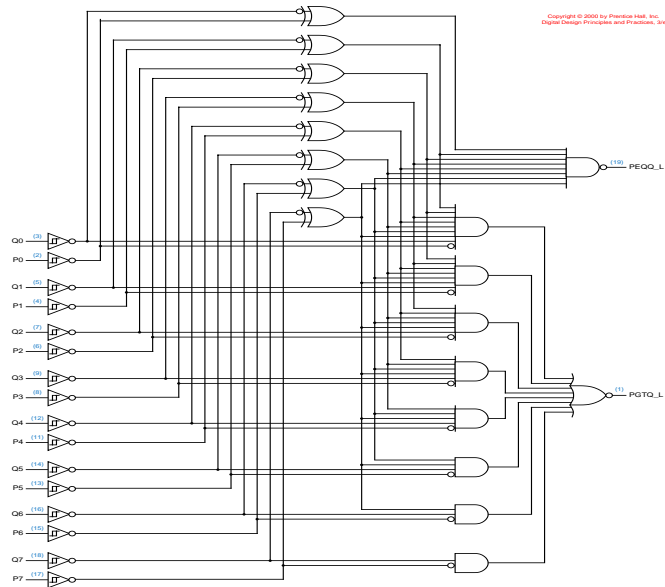 Copyright © 2000 by Prentice Hall, Inc.
Digital Design Principles and Practices, 3/e
(19) PEQQ_L
Q0 (3)
P0 (2)
Q1 (5)
P1 (4)
Q2 (7)
P2 (6)
Q3 (9)
P3 (8)
(1) PGTQ_L
Q4 (12)
P4 (11)
Q5 (14)
P5 (13)
Q6 (16)
P6 (15)
Q7 (18)
P7 (17)